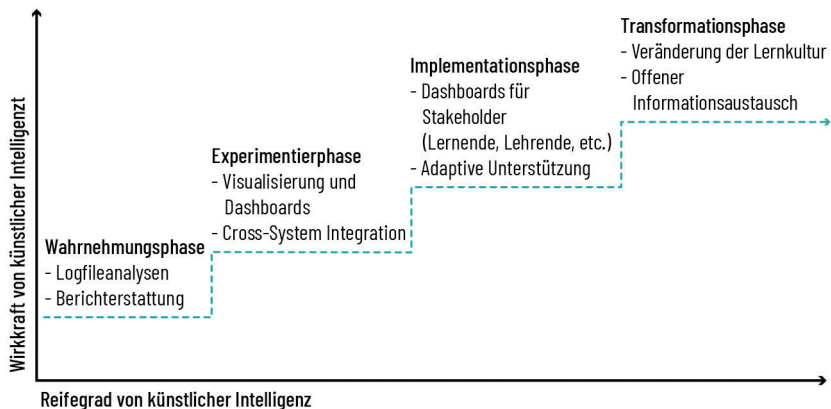 Transformationsphase
- Veränderung der Lernkultur
- Offener
Informationsaustausch
Implementationsphase
- Dashboards für
Stakeholder
(Lernende, Lehrende, etc.)
- Adaptive Unterstützung
Experimentierphase
- Visualisierung und
Dashboards
- Cross-System Integration
Wahrnehmungsphase
- Logfileanalysen
- Berichterstattung
Wirkkraft von künstlicher Intelligenzt
Reifegrad von künstlicher Intelligenz